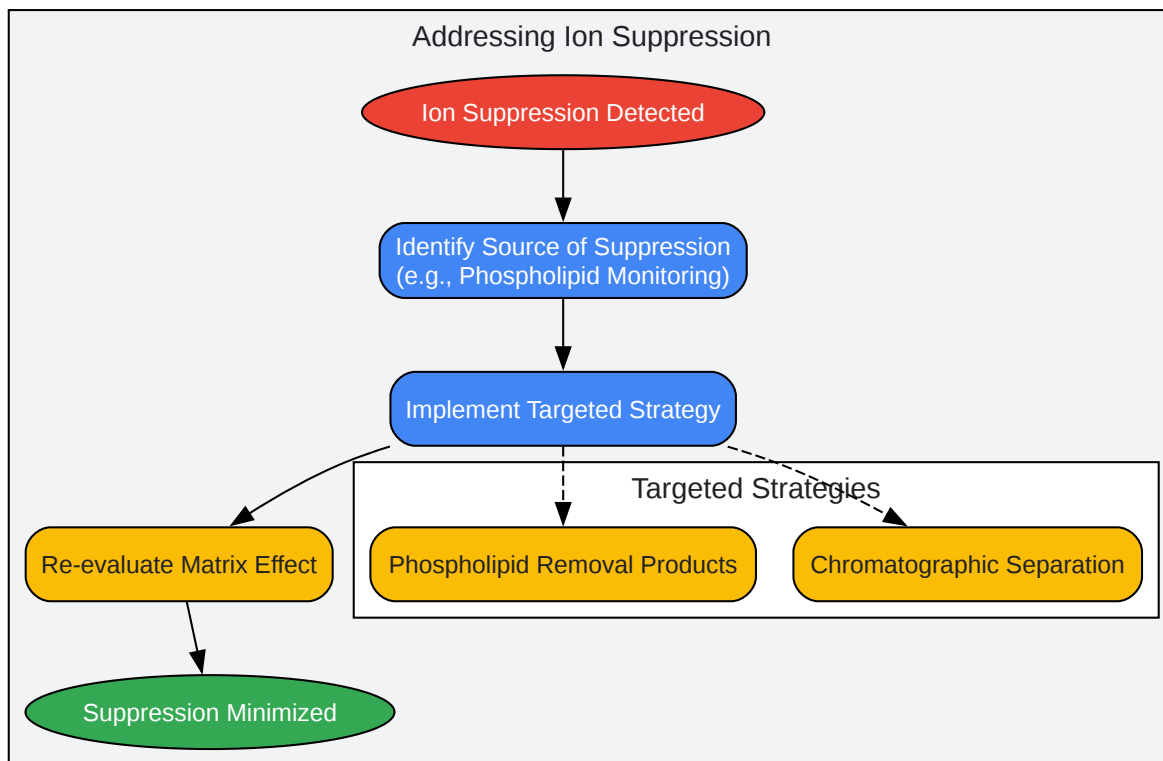 Addressing Ion Suppression
Ion Suppression Detected
Identify Source of Suppression
(e.g., Phospholipid Monitoring)
Implement Targeted Strategy
Targeted Strategies
Re-evaluate Matrix Effect
Phospholipid Removal Products
Chromatographic Separation
Suppression Minimized